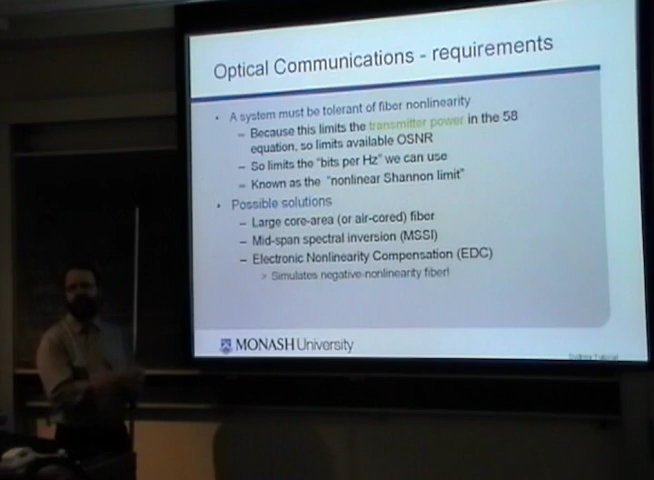 Optical Communications - requirements
• A system must be tolerant of fiber nonlinearity
– Because this limits the transmitter power in the 58
equation, so limits available OSNR
– So limits the "bits per Hz" we can use
– Known as the "nonlinear Shannon limit"
• Possible solutions
– Large core-area (or air-cored) fiber
– Mid-span spectral inversion (MSSI)
– Electronic Nonlinearity Compensation (EDC)
> Simulates negative-nonlinearity fiber!
MONASH University
Tutorial